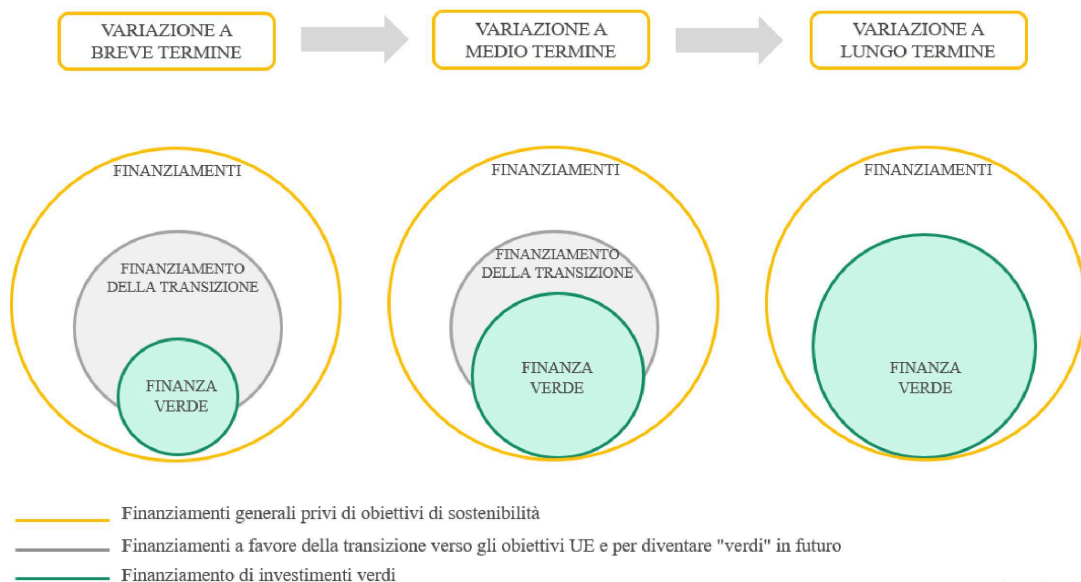 VARIAZIONE A
BREVE TERMINE
VARIAZIONE A
MEDIO TERMINE
VARIAZIONE A
LUNGO TERMINE
FINANZIAMENTI
FINANZIAMENTO
DELLA TRANSIZIONE
FINANZA
VERDE
FINANZIAMENTI
FINANZIAMENTO
DELLA TRANSIZIONE
FINANZA
VERDE
FINANZIAMENTI
FINANZA
VERDE
Finanziamenti generali privi di obiettivi di sostenibilità
Finanziamenti a favore della transizione verso gli obiettivi UE e per diventare "verdi" in futuro
Finanziamento di investimenti verdi